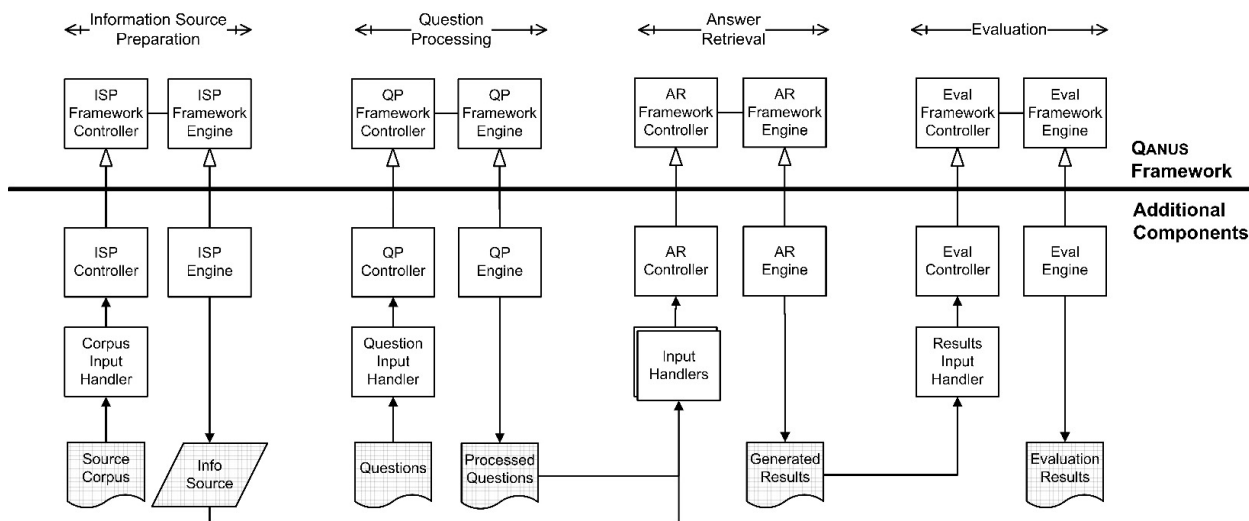 Information Source
Preparation
Question
Processing
Answer
Retrieval
Evaluation
ISP
Framework
Controller
ISP
Framework
Engine
QP
Framework
Controller
QP
Framework
Engine
AR
Framework
Controller
AR
Framework
Engine
Eval
Framework
Controller
Eval
Framework
Engine
QANUS
Framework
Additional
Components
ISP
Controller
ISP
Engine
QP
Controller
QP
Engine
AR
Controller
AR
Engine
Eval
Controller
Eval
Engine
Corpus
Input
Handler
Question
Input
Handler
Input
Handlers
Results
Input
Handler
Source
Corpus
Info
Source
Questions
Processed
Questions
Generated
Results
Evaluation
Results